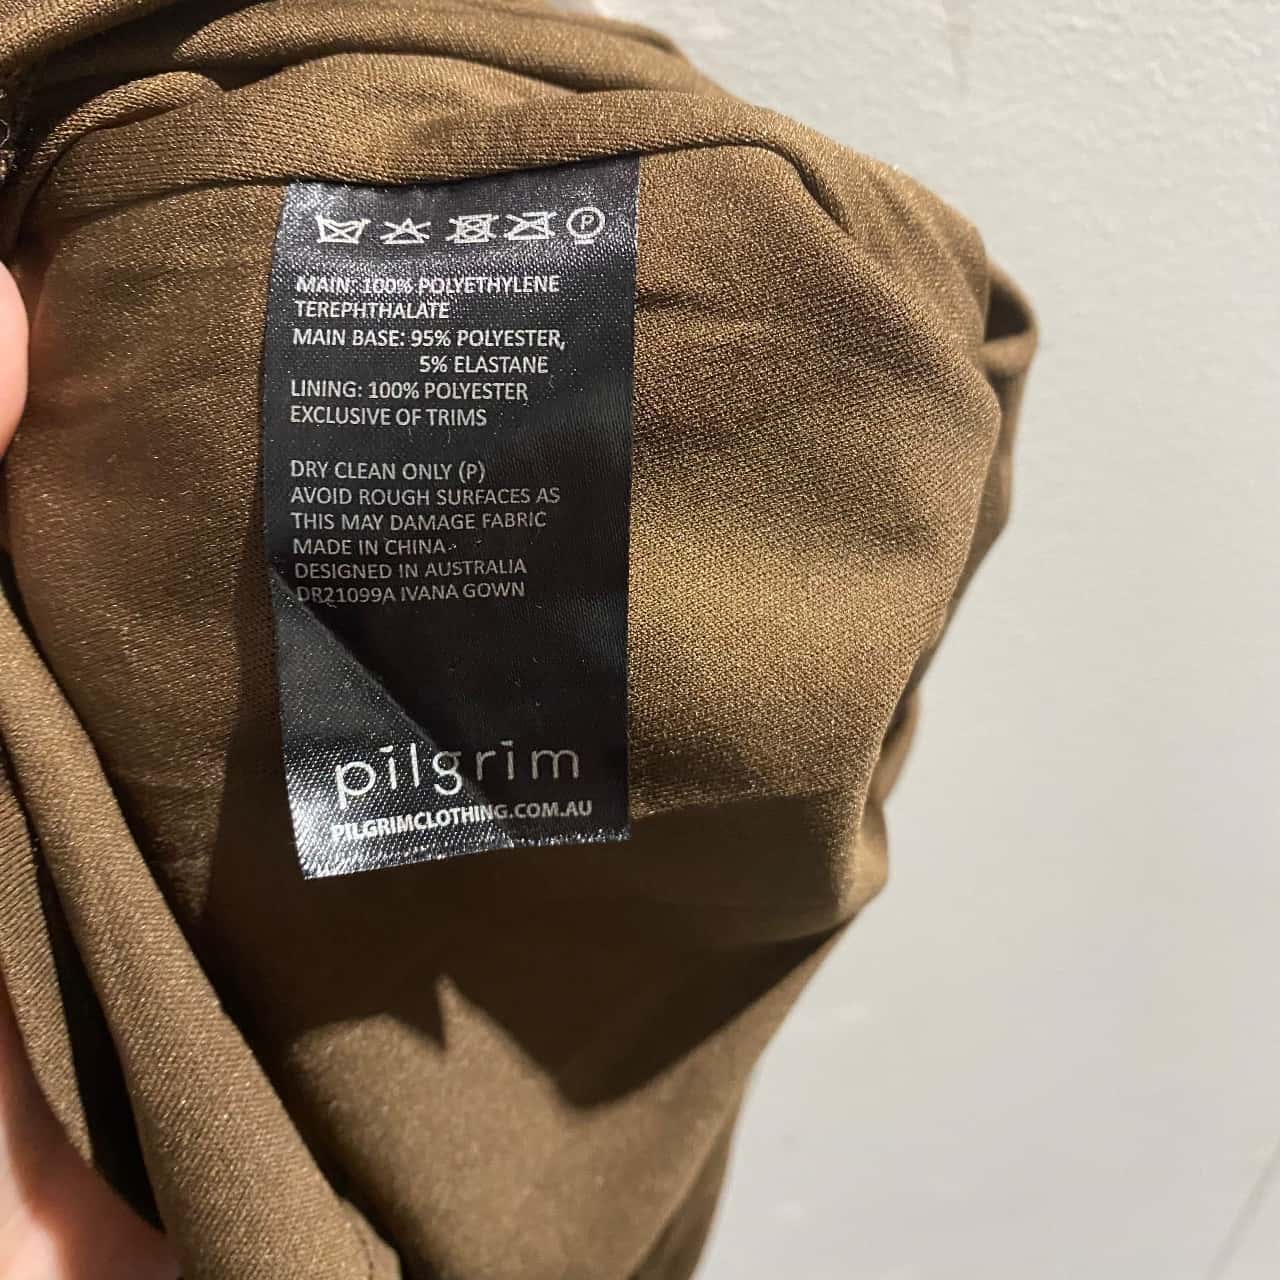 P
MAIN: 100% POLYETHYLENE
TEREPHTHALATE
MAIN BASE: 95% POLYESTER,
5% ELASTANE
LINING: 100% POLYESTER
EXCLUSIVE OF TRIMS
DRY CLEAN ONLY (P)
AVOID ROUGH SURFACES AS
THIS MAY DAMAGE FABRIC
MADE IN CHINA
DESIGNED IN AUSTRALIA
DR21099A IVANA GOWN
pilgrim
PILGRIMCLOTHING.COM.AU